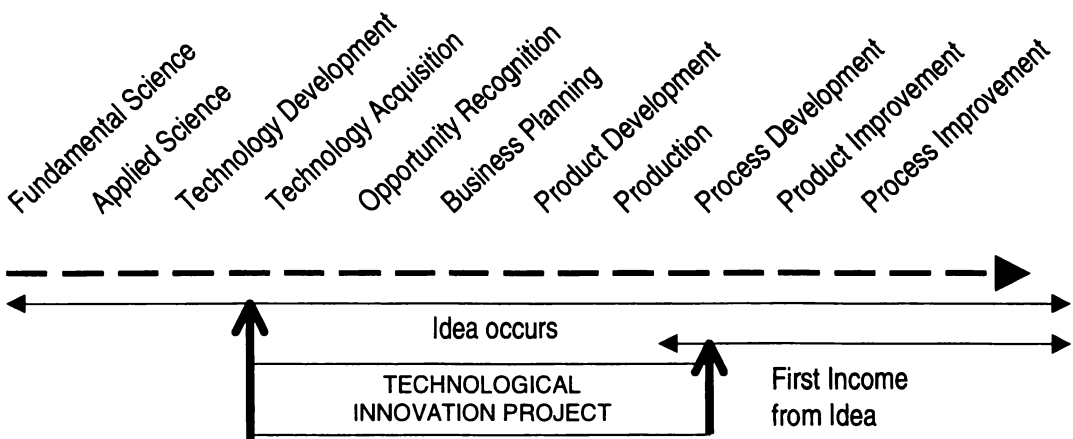 Fundamental Science
Applied Science
Technology Development
Technology Acquisition
Opportunity Recognition
Business Planning
Product Development
Production
Process Development
Product Improvement
Process Improvement
Idea occurs
TECHNOLOGICAL
INNOVATION PROJECT
First Income
from Idea